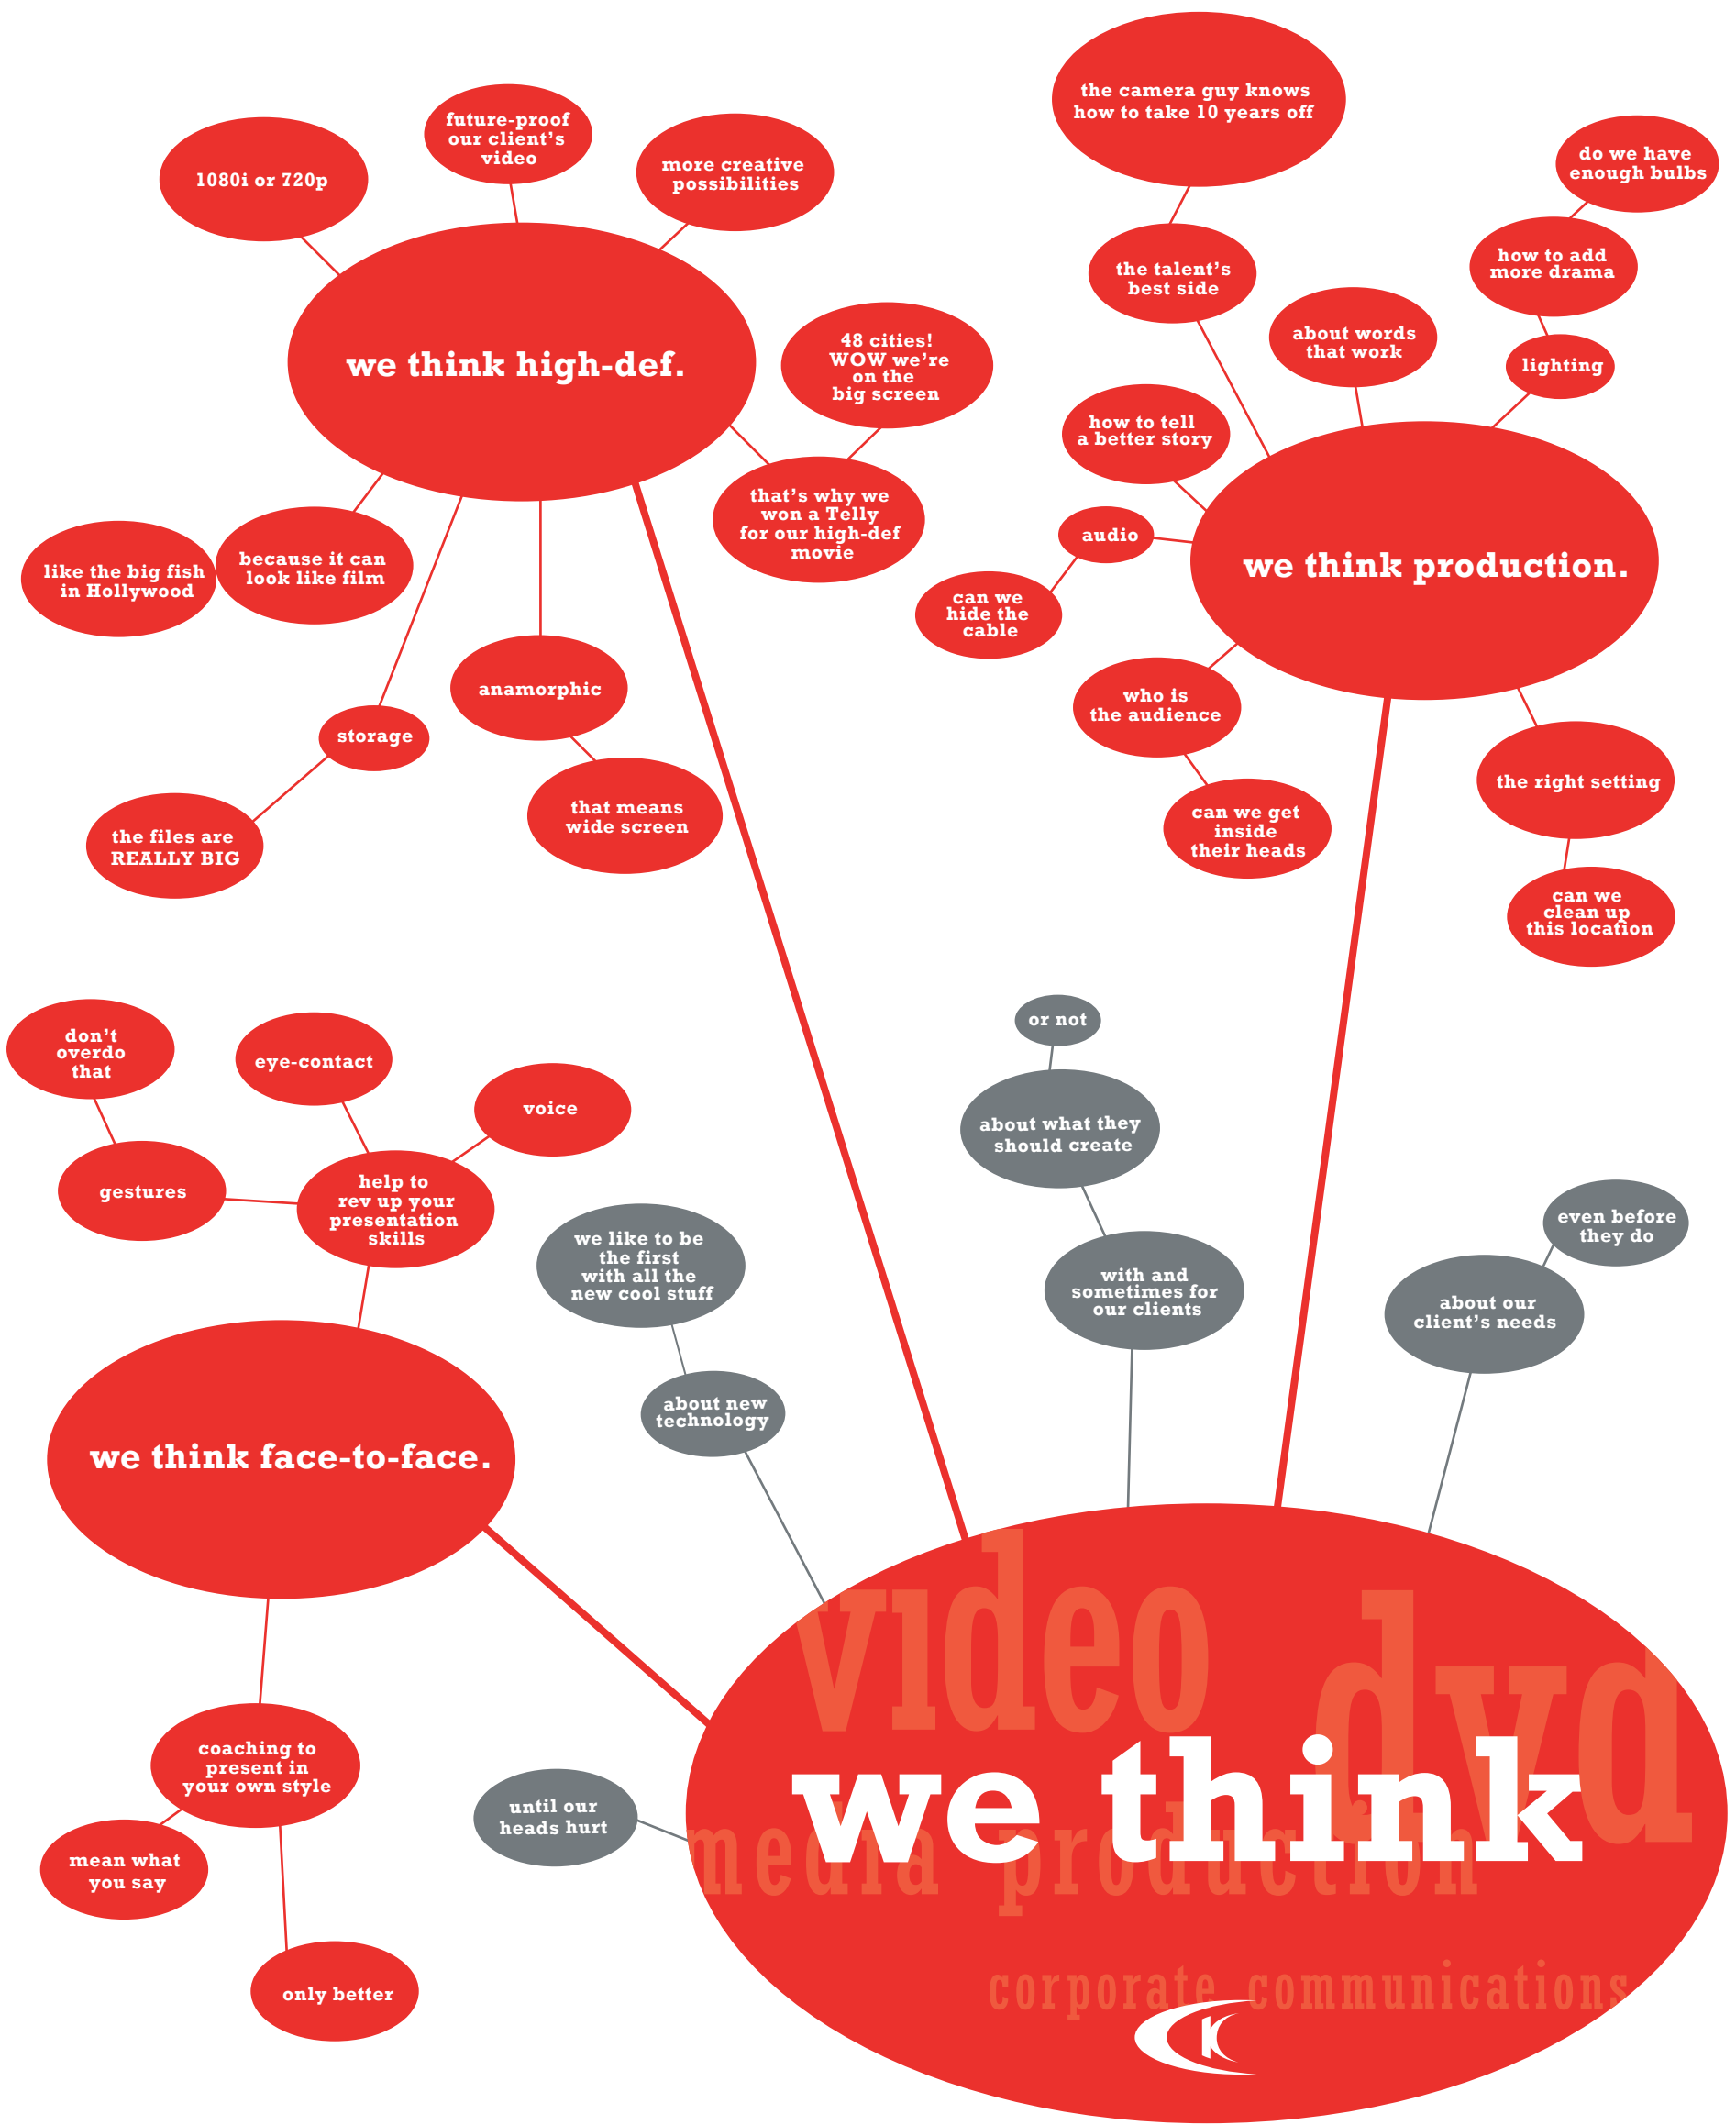 the camera guy knows
how to take 10 years off
future-proof
our client's
video
1080i or 720p
more creative
possibilities
do we have
enough bulbs
how to add
more drama
the talent's
best side
about words
that work
lighting
we think high-def.
48 cities!
WOW we're
on the
big screen
how to tell
a better story
that's why we
won a Telly
for our high-def
movie
audio
we think production.
can we
hide the
cable
like the big fish
in Hollywood
because it can
look like film
anamorphic
storage
that means
wide screen
the files are
REALLY BIG
who is
the audience
can we get
inside
their heads
the right setting
can we
clean up
this location
don't
overdo
that
eye-contact
voice
gestures
help to
rev up your
presentation
skills
or not
about what they
should create
with and
sometimes for
our clients
even before
they do
about our
client's needs
we like to be
the first
with all the
new cool stuff
about new
technology
we think face-to-face.
coaching to
present in
your own style
mean what
you say
only better
until our
heads hurt
video
dvd
we think
media production
corporate communications
CKC